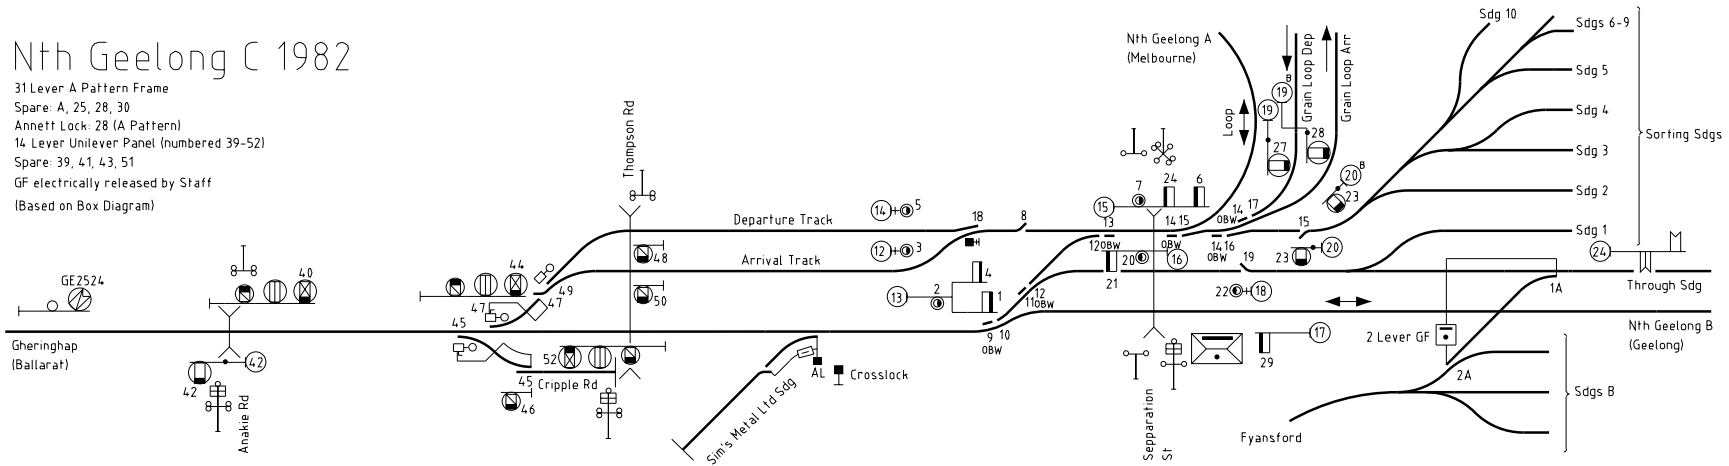 Nth Geelong C 1982
31 Lever A Pattern Frame
Spare: A, 25, 28, 30
Annett Lock: 28 (A Pattern)
14 Lever Unilever Panel (numbered 39-52)
Spare: 39, 41, 43, 51
GF electrically released by Staff
(Based on Box Diagram)
GE2524
40
Gheringhap
(Ballarat)
42
42
Anakie Rd
44
45
47
47
49
45
Cripple Rd
46
52
48
50
Thompson Rd
Departure Track
Arrival Track
14
5
12
3
18
8
13
2
4
1
9
OBW
10
11
OBW
12
Sim's Metal Ltd Sdg
AL
Crosslock
Nth Geelong A
(Melbourne)
Loop
Grain Loop Dep
Grain Loop Arr
19
19
B
27
28
20
B
23
15
7
24
6
13
12
OBW
14
15
OBW
14
OBW
17
14
16
OBW
15
20
16
21
19
23
20
22
18
17
29
Sepparation
St
Sdg 10
Sdgs 6-9
Sdg 5
Sdg 4
Sdg 3
Sdg 2
Sdg 1
Sorting Sdgs
24
1A
Through Sdg
Nth Geelong B
(Geelong)
2 Lever GF
2A
Sdgs B
Fyansford